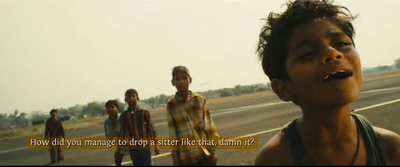 How did you manage to drop a sitter like that, damn it?